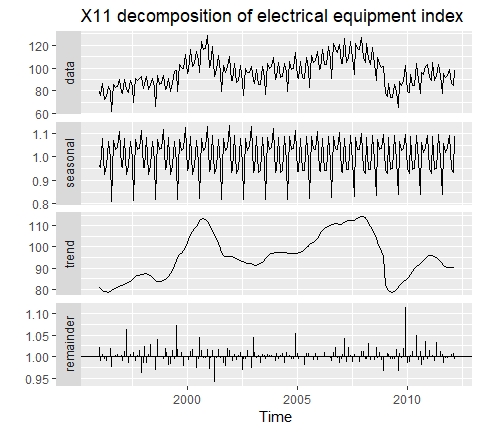 X11 decomposition of electrical equipment index
data
120
100
80
60
seasonal
1.1
1.0
0.9
0.8
trend
110
100
90
80
remainder
1.10
1.05
1.00
0.95
2000 2005 2010
Time